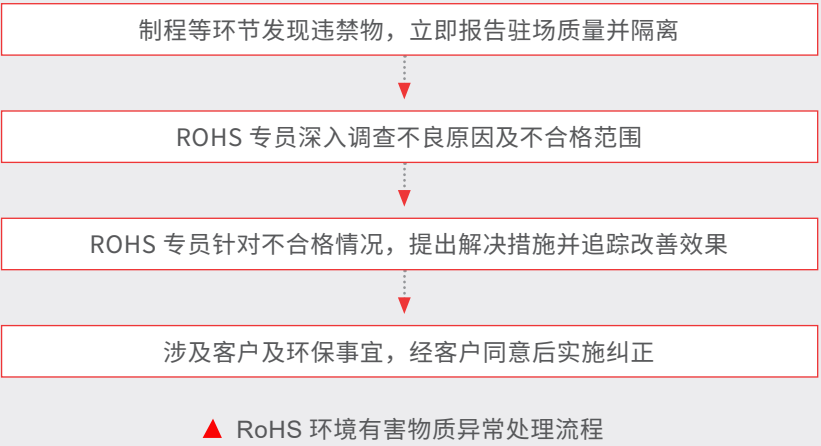 制程等环节发现违禁物，立即报告驻场质量并隔离
ROHS 专员深入调查不良原因及不合格范围
ROHS 专员针对不合格情况，提出解决措施并追踪改善效果
涉及客户及环保事宜，经客户同意后实施纠正
▲ RoHS 环境有害物质异常处理流程